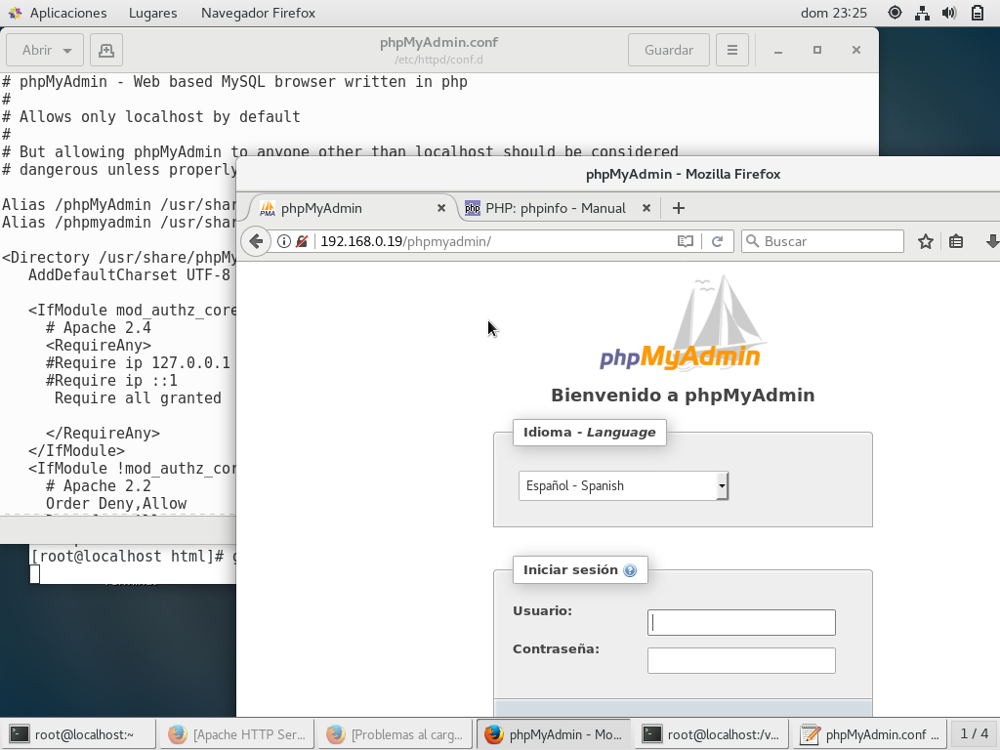 Aplicaciones Lugares Navegador Firefox dom 23:25
Abrir phpMyAdmin.conf Guardar
/etc/httpd/conf.d
# phpMyAdmin - Web based MySQL browser written in php
#
# Allows only localhost by default
#
# But allowing phpMyAdmin to anyone other than localhost should be considered
# dangerous unless properly
Alias /phpMyAdmin /usr/shar
Alias /phpmyadmin /usr/shar
<Directory /usr/share/phpMy
AddDefaultCharset UTF-8
<IfModule mod_authz_core
# Apache 2.4
<RequireAny>
#Require ip 127.0.0.1
#Require ip ::1
Require all granted
</RequireAny>
</IfModule>
<IfModule !mod_authz_cor
# Apache 2.2
Order Deny,Allow
[root@localhost html]# g
phpMyAdmin - Mozilla Firefox
PMA phpMyAdmin php PHP: phpinfo - Manual
192.168.0.19/phpmyadmin/ Buscar
phpMyAdmin
Bienvenido a phpMyAdmin
Idioma - Language
Español - Spanish
Iniciar sesión
Usuario:
Contraseña:
root@localhost:~ [Apache HTTP Ser... [Problemas al carg... phpMyAdmin - Mo... root@localhost:/v... phpMyAdmin.conf ... 1 / 4